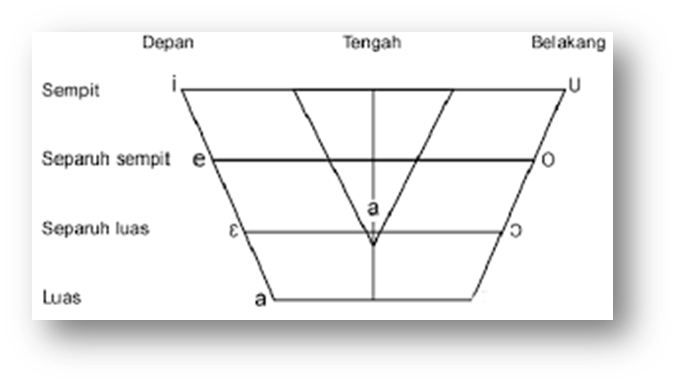 Depan Tengah Belakang
Sempit i U
Separuh sempit e O
a
Separuh luas ɛ ɔ
Luas a